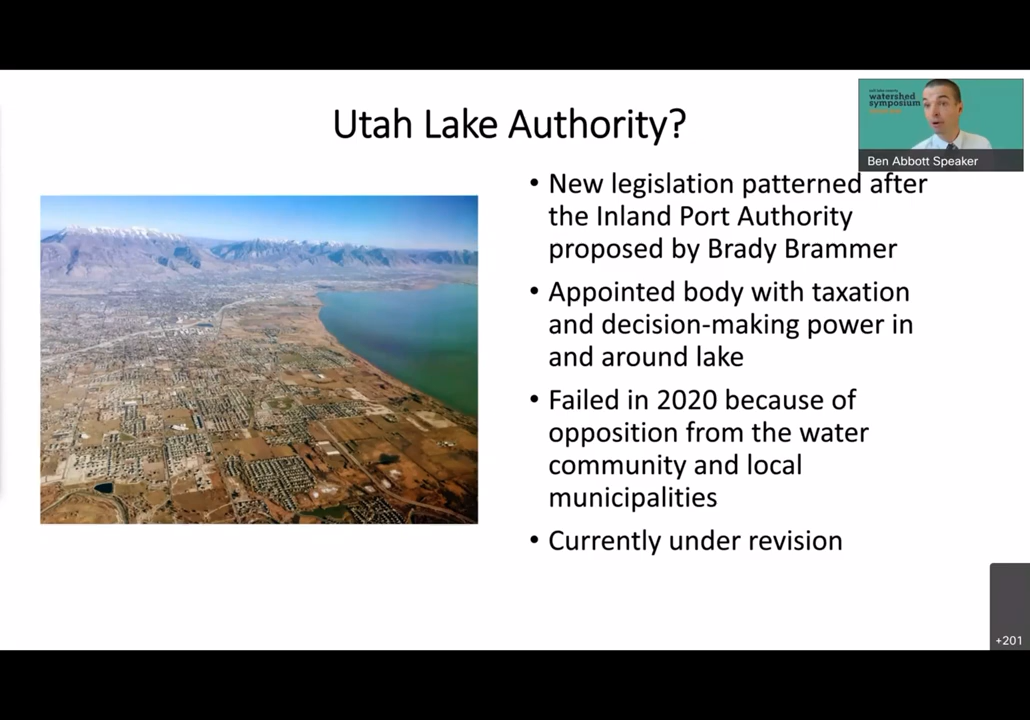 Utah Lake Authority?
watershed
symposium
Ben Abbott Speaker
• New legislation patterned after
the Inland Port Authority
proposed by Brady Brammer
• Appointed body with taxation
and decision-making power in
and around lake
• Failed in 2020 because of
opposition from the water
community and local
municipalities
• Currently under revision
+201